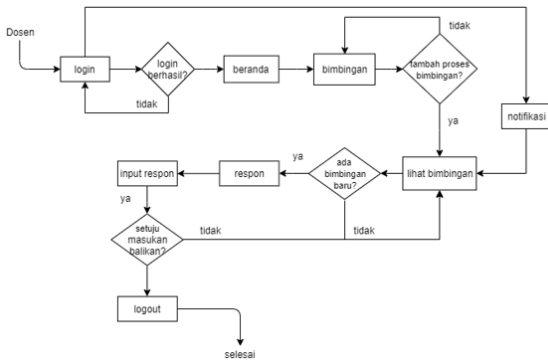 Dosen
login
login
berhasil?
tidak
beranda
bimbingan
tidak
tambah proses
bimbingan?
ya
notifikasi
lihat bimbingan
ada
bimbingan
baru?
ya
tidak
respon
input respon
ya
setuju
masukan
balikan?
tidak
logout
selesai